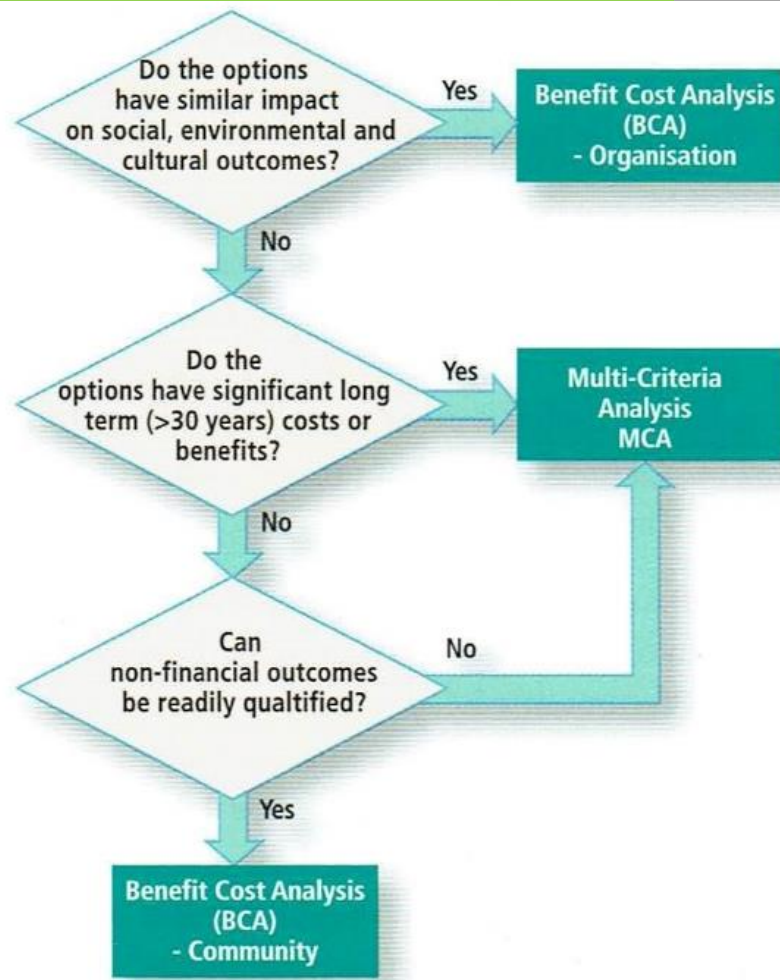 Do the options
have similar impact
on social, environmental and
cultural outcomes?
Yes
Benefit Cost Analysis
(BCA)
- Organisation
No
Do the
options have significant long
term (>30 years) costs or
benefits?
Yes
Multi-Criteria
Analysis
MCA
No
Can
non-financial outcomes
be readily qualtified?
No
Yes
Benefit Cost Analysis
(BCA)
- Community